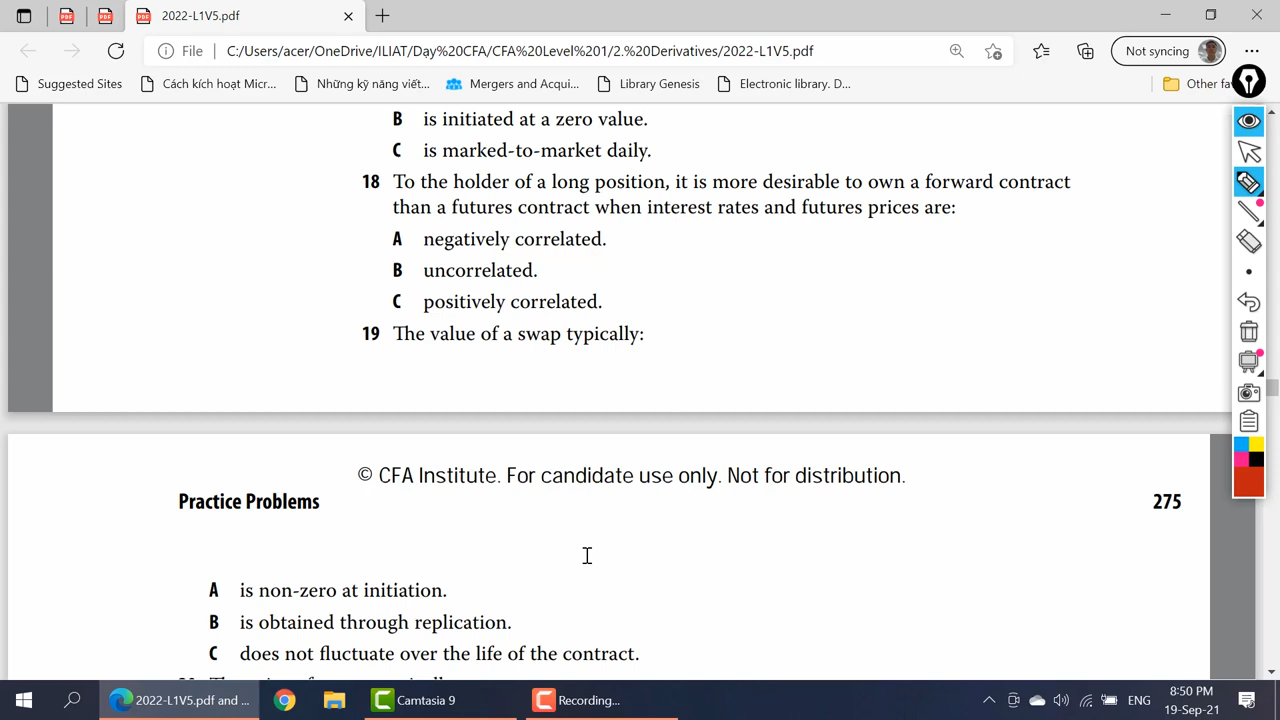 2022-L1V5.pdf
File
C:/Users/acer/OneDrive/ILIAT/Day%20CFA/CFA%20Level%201/2.%20Derivatives/2022-L1V5.pdf
Not syncing
Suggested Sites
Cách kích hoạt Micr...
Những kỹ năng viết...
Mergers and Acqui...
Library Genesis
Electronic library. D...
Other fa
B is initiated at a zero value.
C is marked-to-market daily.
18 To the holder of a long position, it is more desirable to own a forward contract
than a futures contract when interest rates and futures prices are:
A negatively correlated.
B uncorrelated.
C positively correlated.
19 The value of a swap typically:
© CFA Institute. For candidate use only. Not for distribution.
Practice Problems 275
A is non-zero at initiation.
B is obtained through replication.
C does not fluctuate over the life of the contract.
2022-L1V5.pdf and ...
Camtasia 9
Recording...
ENG
8:50 PM
19-Sep-21